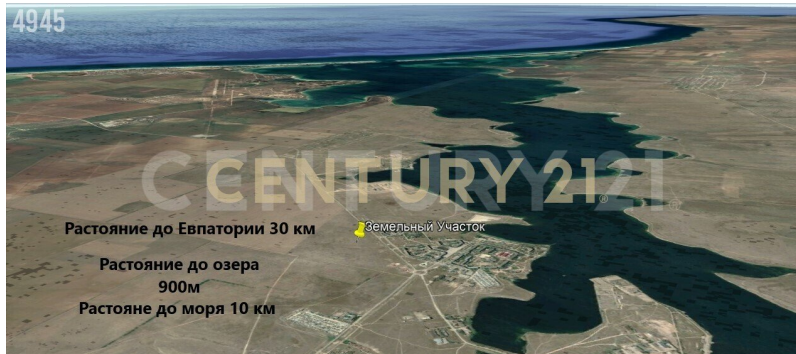 4945
CENTURY 21®
Земельный Участок
Растояние до Евпатории 30 км
Растояние до озера
900м
Растояне до моря 10 км